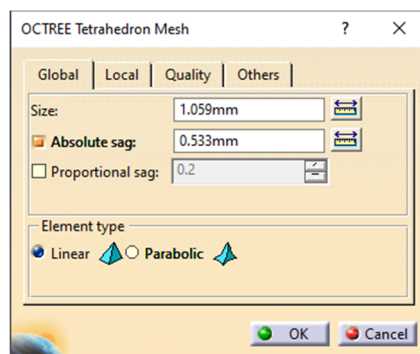 OCTREE Tetrahedron Mesh ? ×
Global Local Quality Others
Size: 1.059mm
Absolute sag: 0.533mm
Proportional sag: 0.2
Element type
Linear Parabolic
OK Cancel